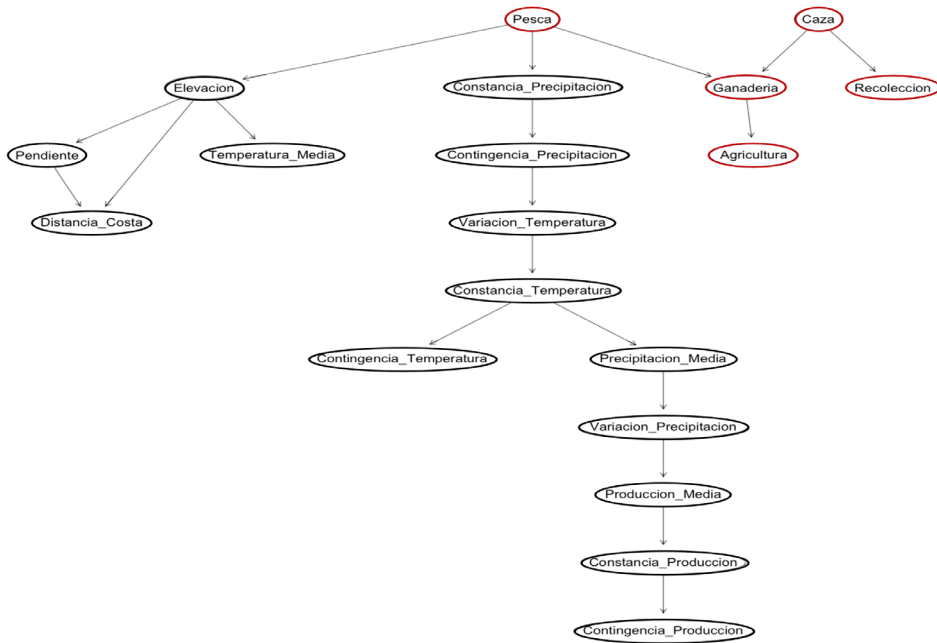 Pesca
Caza
Elevacion
Constancia_Precipitacion
Ganaderia
Recoleccion
Pendiente
Temperatura_Media
Contingencia_Precipitacion
Agricultura
Distancia_Costa
Variacion_Temperatura
Constancia_Temperatura
Contingencia_Temperatura
Precipitacion_Media
Variacion_Precipitacion
Produccion_Media
Constancia_Produccion
Contingencia_Produccion